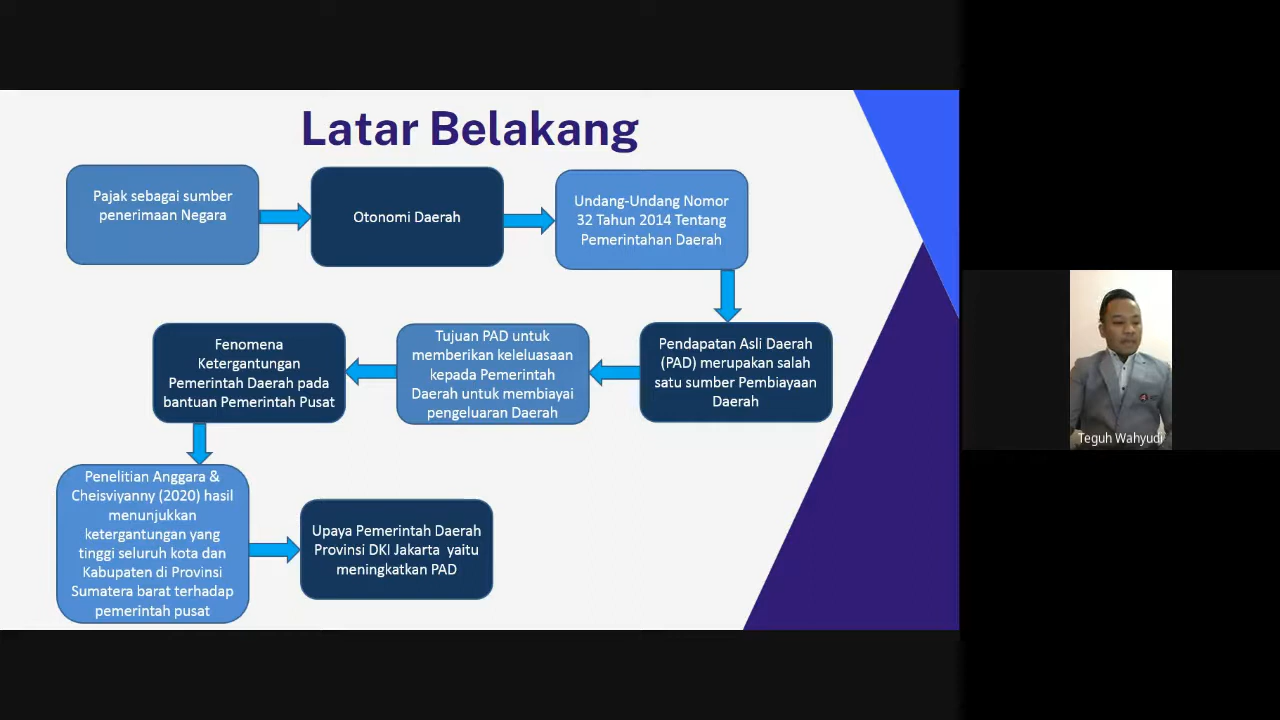 Latar Belakang
Pajak sebagai sumber
penerimaan Negara
Otonomi Daerah
Undang-Undang Nomor
32 Tahun 2014 Tentang
Pemerintahan Daerah
Pendapatan Asli Daerah
(PAD) merupakan salah
satu sumber Pembiayaan
Daerah
Tujuan PAD untuk
memberikan keleluasaan
kepada Pemerintah
Daerah untuk membiayai
pengeluaran Daerah
Fenomena
Ketergantungan
Pemerintah Daerah pada
bantuan Pemerintah Pusat
Penelitian Anggara &
Cheisviyanny (2020) hasil
menunjukkan
ketergantungan yang
tinggi seluruh kota dan
Kabupaten di Provinsi
Sumatera barat terhadap
pemerintah pusat
Upaya Pemerintah Daerah
Provinsi DKI Jakarta yaitu
meningkatkan PAD
Teguh Wahyudi